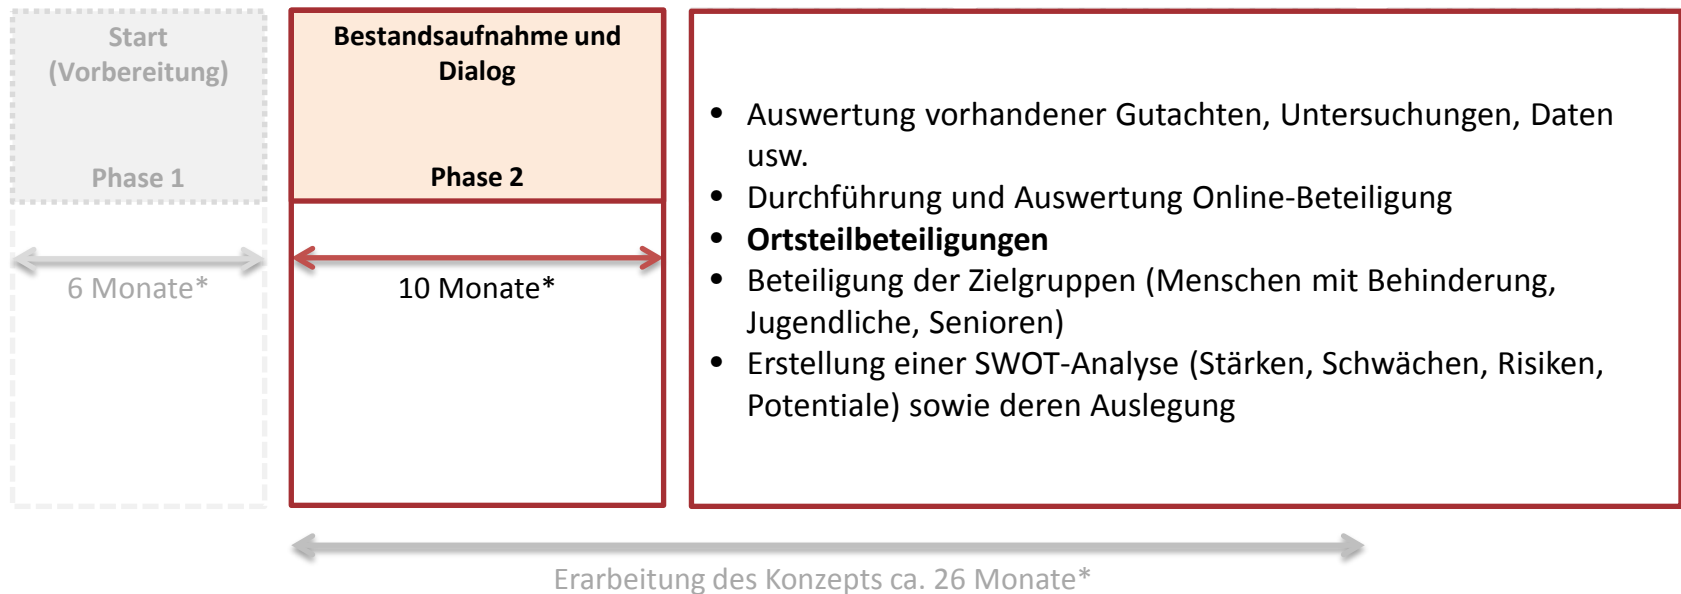 Start
(Vorbereitung)
Phase 1
6 Monate*
Bestandsaufnahme und
Dialog
Phase 2
10 Monate*
• Auswertung vorhandener Gutachten, Untersuchungen, Daten
usw.
• Durchführung und Auswertung Online-Beteiligung
• Ortsteilbeteiligungen
• Beteiligung der Zielgruppen (Menschen mit Behinderung,
Jugendliche, Senioren)
• Erstellung einer SWOT-Analyse (Stärken, Schwächen, Risiken,
Potentiale) sowie deren Auslegung
Erarbeitung des Konzepts ca. 26 Monate*